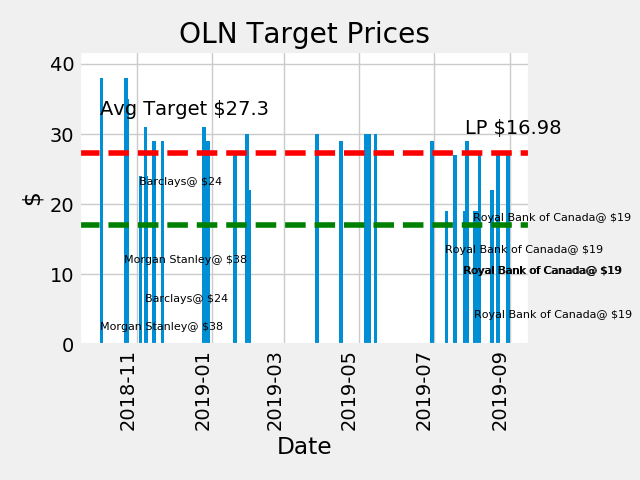 OLN Target Prices
40
Avg Target $27.3
LP $16.98
30
Barclays@ $24
20
Royal Bank of Canada@ $19
Royal Bank of Canada@ $19
Morgan Stanley@ $38
10
Royal Bank of Canada@ $19
Barclays@ $24
Royal Bank of Canada@ $19
Morgan Stanley@ $38
0
$
2018-11
2019-01
2019-03
2019-05
2019-07
2019-09
Date